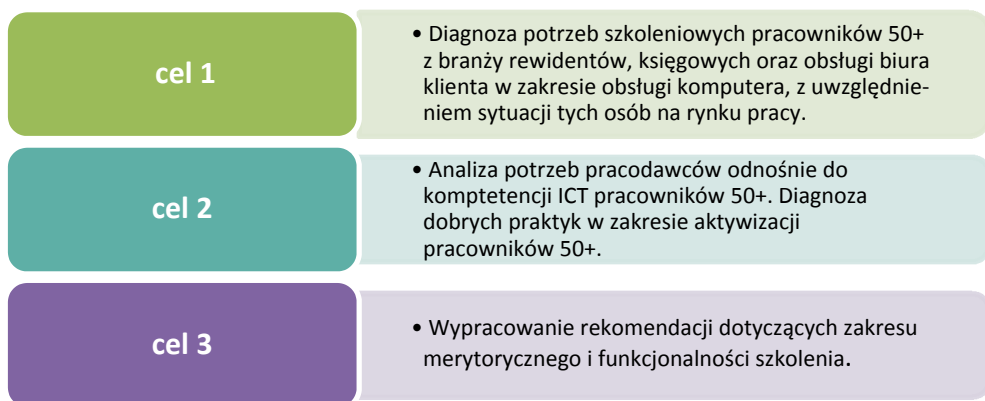 cel 1
• Diagnoza potrzeb szkoleniowych pracowników 50+
z branży rewidentów, księgowych oraz obsługi biura
klienta w zakresie obsługi komputera, z uwzględnie-
niem sytuacji tych osób na rynku pracy.
cel 2
• Analiza potrzeb pracodawców odnośnie do
komptetencji ICT pracowników 50+. Diagnoza
dobrych praktyk w zakresie aktywizacji
pracowników 50+.
cel 3
• Wypracowanie rekomendacji dotyczących zakresu
merytorycznego i funkcjonalności szkolenia.